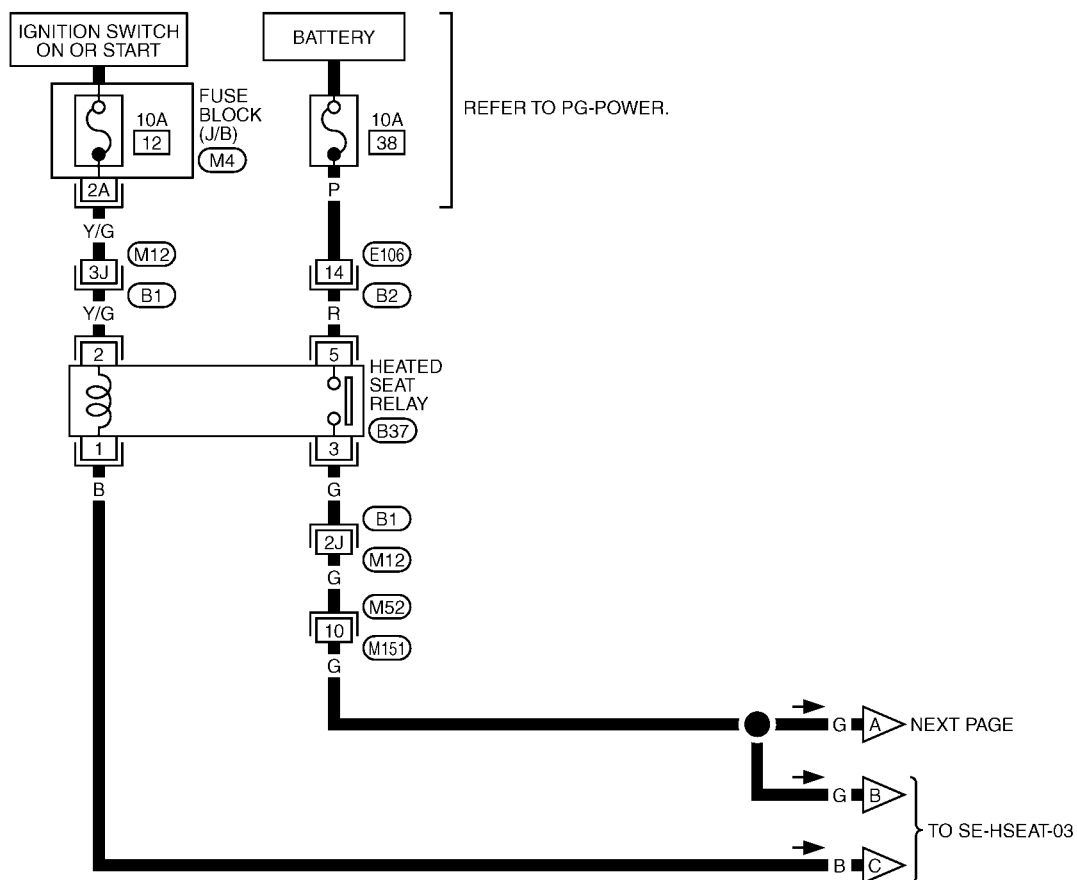 IGNITION SWITCH
ON OR START
BATTERY
REFER TO PG-POWER.
10A
12
FUSE
BLOCK
(J/B)
M4
10A
38
2A
P
Y/G
3J
M12
B1
14
E106
B2
Y/G
R
2
5
HEATED
SEAT
RELAY
B37
1
3
B
G
2J
B1
M12
G
10
M52
M151
G
G
A
NEXT PAGE
G
B
TO SE-HSEAT-03
B
C